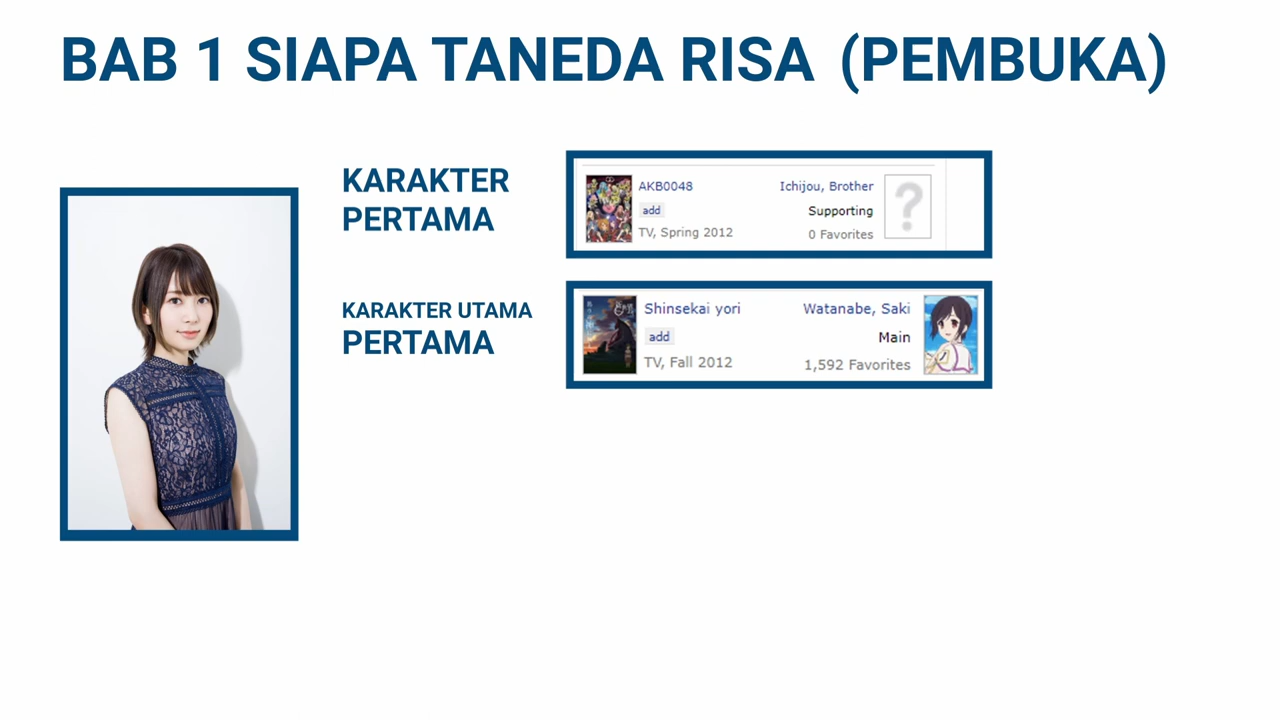 BAB 1 SIAPA TANEDA RISA (PEMBUKA)
KARAKTER
PERTAMA
AKB0048
Ichijou, Brother
add
Supporting
TV, Spring 2012
0 Favorites
?
KARAKTER UTAMA
PERTAMA
Shinsekai yori
Watanabe, Saki
add
Main
TV, Fall 2012
1,592 Favorites